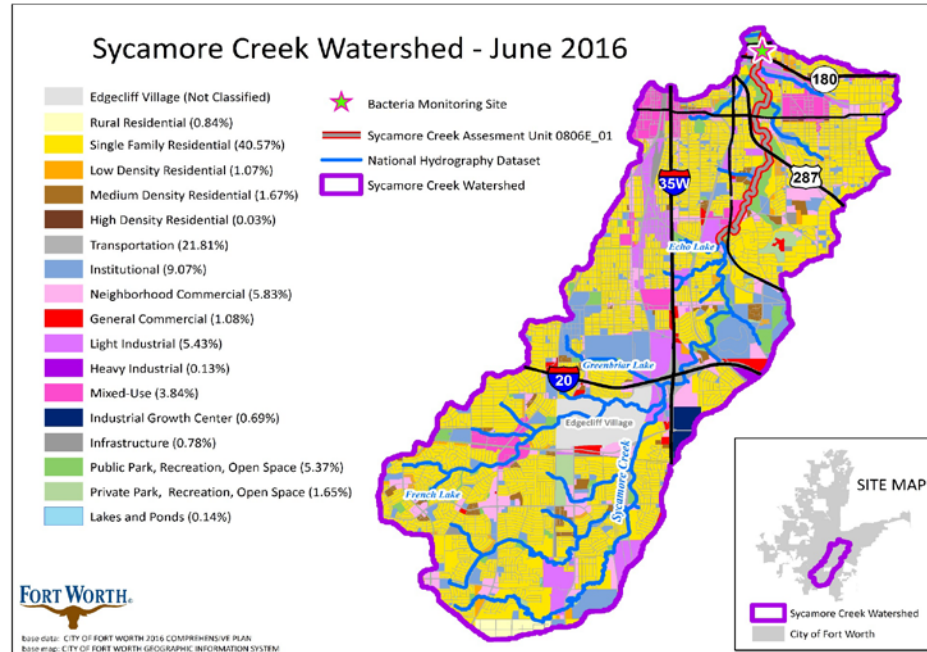 Sycamore Creek Watershed - June 2016
Edgecliff Village (Not Classified)
Rural Residential (0.84%)
Single Family Residential (40.57%)
Low Density Residential (1.07%)
Medium Density Residential (1.67%)
High Density Residential (0.03%)
Transportation (21.81%)
Institutional (9.07%)
Neighborhood Commercial (5.83%)
General Commercial (1.08%)
Light Industrial (5.43%)
Heavy Industrial (0.13%)
Mixed-Use (3.84%)
Industrial Growth Center (0.69%)
Infrastructure (0.78%)
Public Park, Recreation, Open Space (5.37%)
Private Park, Recreation, Open Space (1.65%)
Lakes and Ponds (0.14%)
Bacteria Monitoring Site
Sycamore Creek Assesment Unit 0806E_01
National Hydrography Dataset
Sycamore Creek Watershed
180
35W
287
Echo Lake
Greenbriar Lake
20
Edgecliff Village
Sycamore Creek
French Lake
SITE MAP
Sycamore Creek Watershed
City of Fort Worth
FORT WORTH®
base data: CITY OF FORT WORTH 2016 COMPREHENSIVE PLAN
base map: CITY OF FORT WORTH GEOGRAPHIC INFORMATION SYSTEM